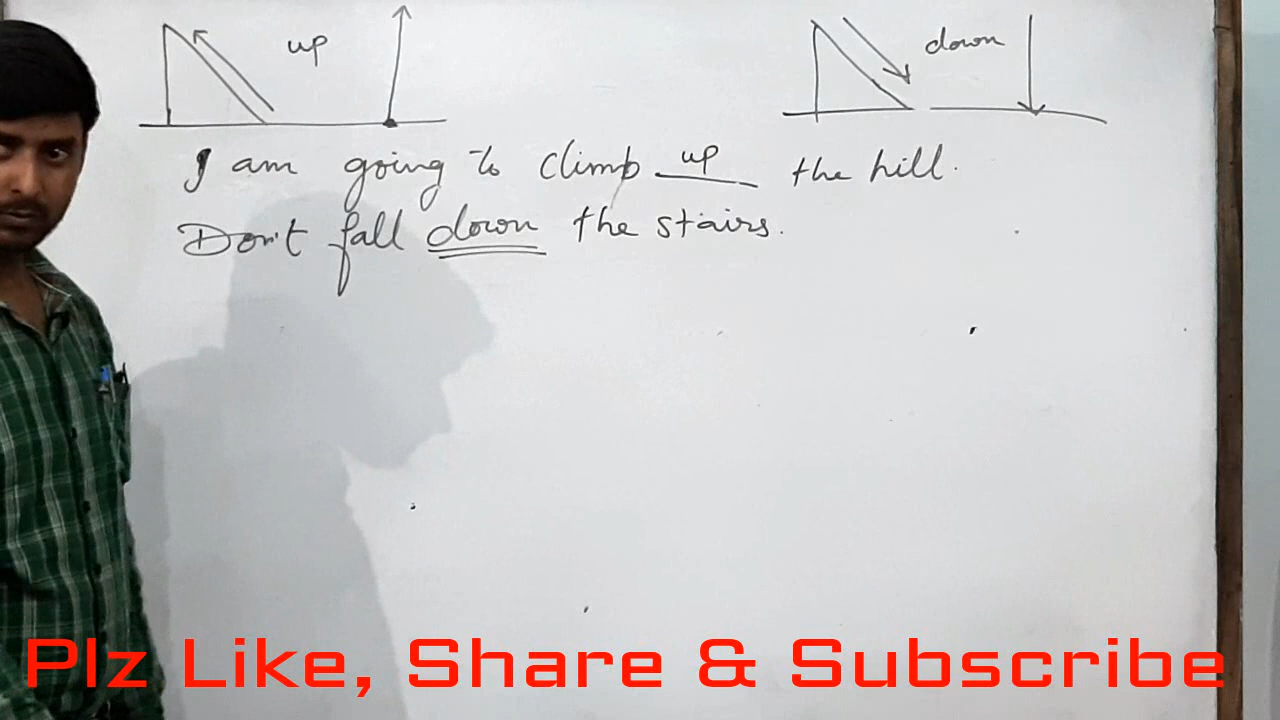 up
down
I am going to climb up the hill.
Don't fall down the stairs.
Plz Like, Share & Subscribe